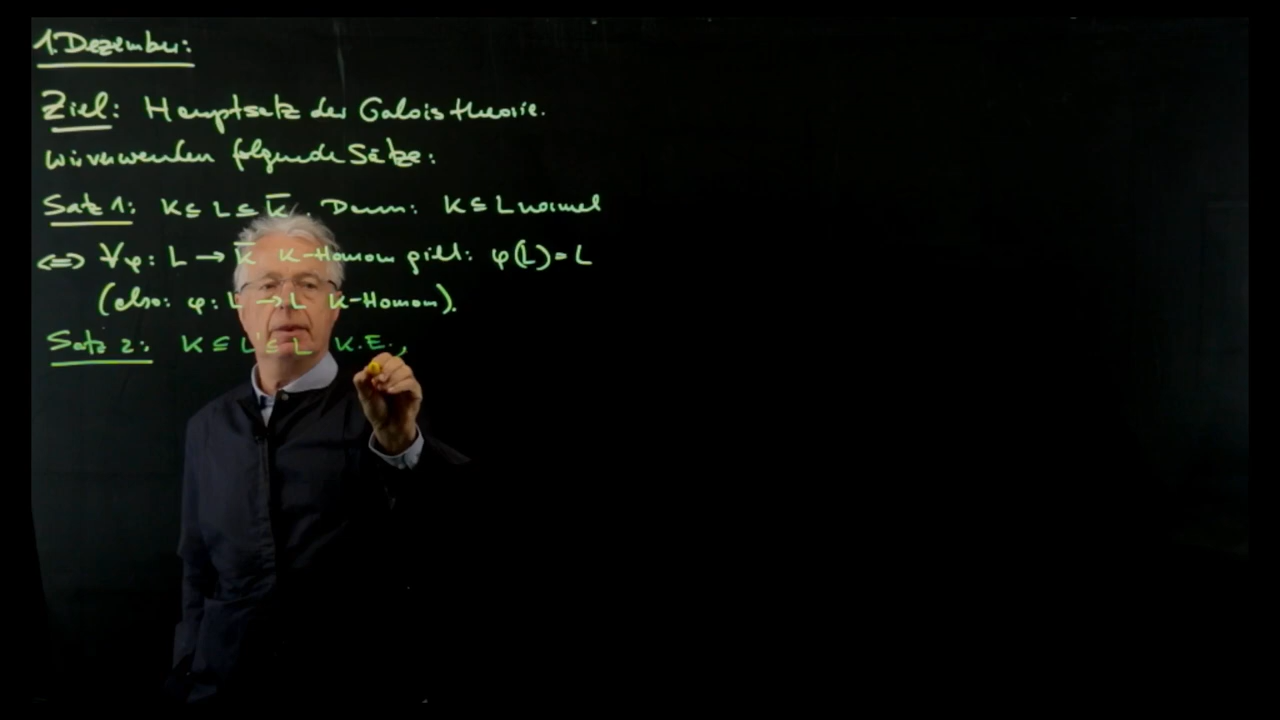 1. Dezember:
Ziel: Hauptsatz der Galoistheorie.
Wir verwenden folgende Sätze:
Satz 1: K ⊆ L ⊆ K̄. Dann: K ⊆ L normal
⟺ ∀φ: L → K̄ K-Homom gilt: φ(L) = L
(also: φ: L → L K-Homom).
Satz 2: K ⊆ L' ⊆ L K.E.,